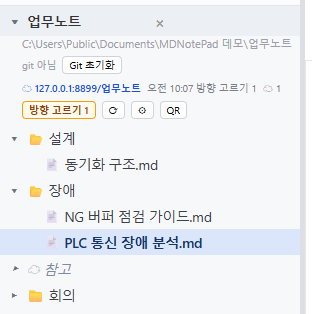 업무노트 ×
C:\Users\Public\Documents\MDNotePad 데모\업무노트
git 아님 Git 초기화
127.0.0.1:8899/업무노트 오전 10:07 방향 고르기 1 1
방향 고르기 1 QR
설계
동기화 구조.md
장애
NG 버퍼 점검 가이드.md
PLC 통신 장애 분석.md
참고
회의